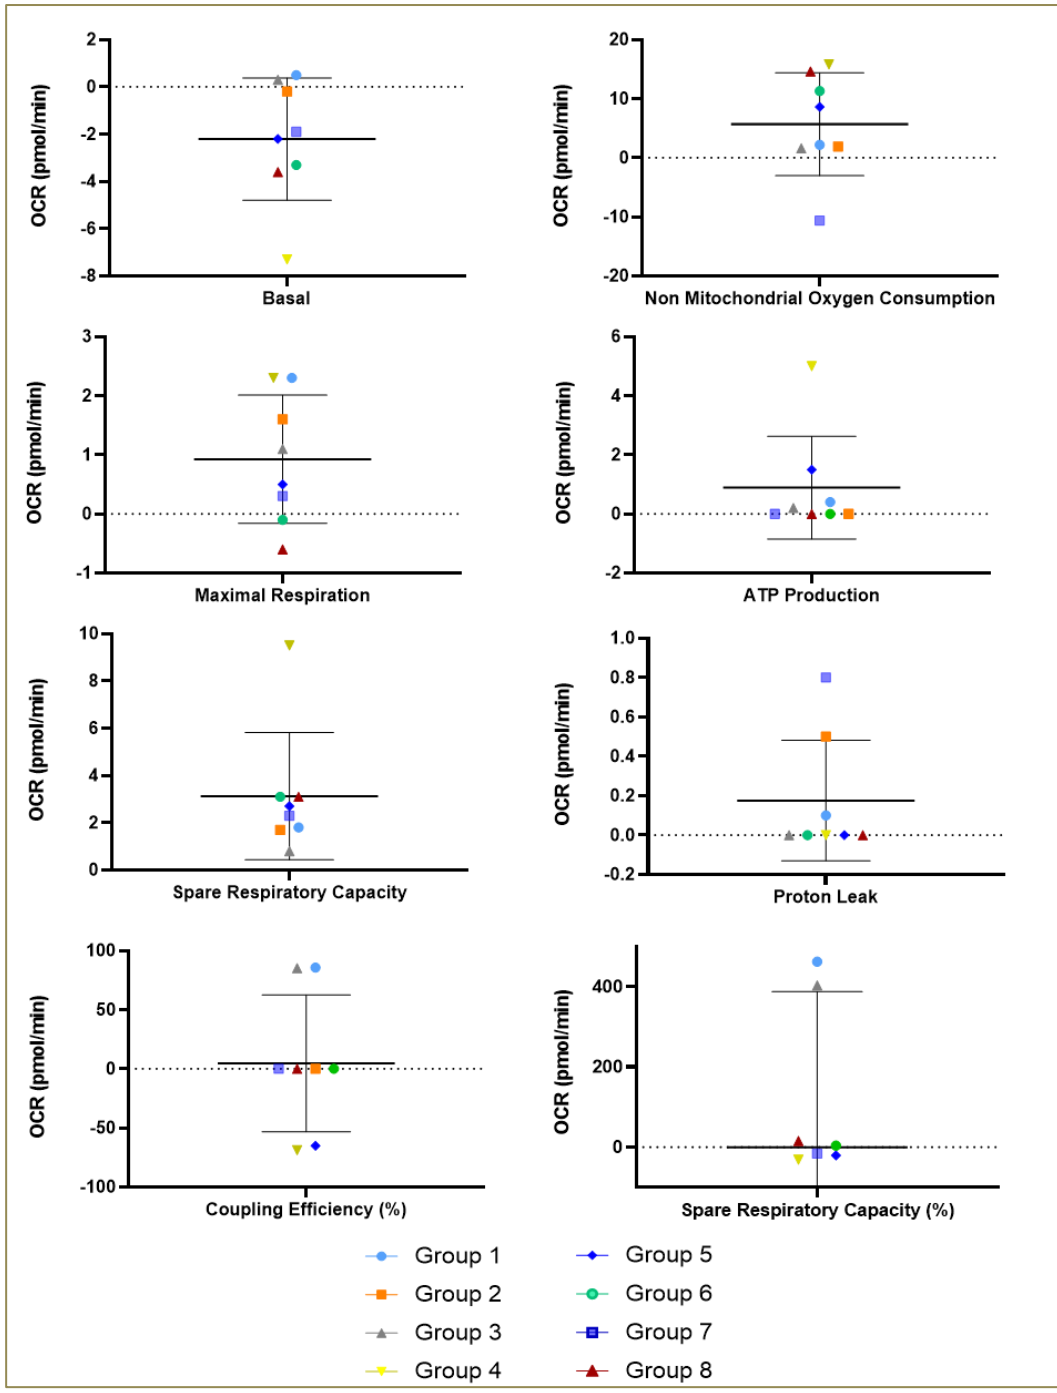 OCR (pmol/min)
2
0
-2
-4
-6
-8
Basal
OCR (pmol/min)
20
10
0
-10
-20
Non Mitochondrial Oxygen Consumption
OCR (pmol/min)
3
2
1
0
-1
Maximal Respiration
OCR (pmol/min)
6
4
2
0
-2
ATP Production
OCR (pmol/min)
10
8
6
4
2
0
Spare Respiratory Capacity
OCR (pmol/min)
1.0
0.8
0.6
0.4
0.2
0.0
-0.2
Proton Leak
OCR (pmol/min)
100
50
0
-50
-100
Coupling Efficiency (%)
OCR (pmol/min)
400
200
0
Spare Respiratory Capacity (%)
Group 1
Group 2
Group 3
Group 4
Group 5
Group 6
Group 7
Group 8